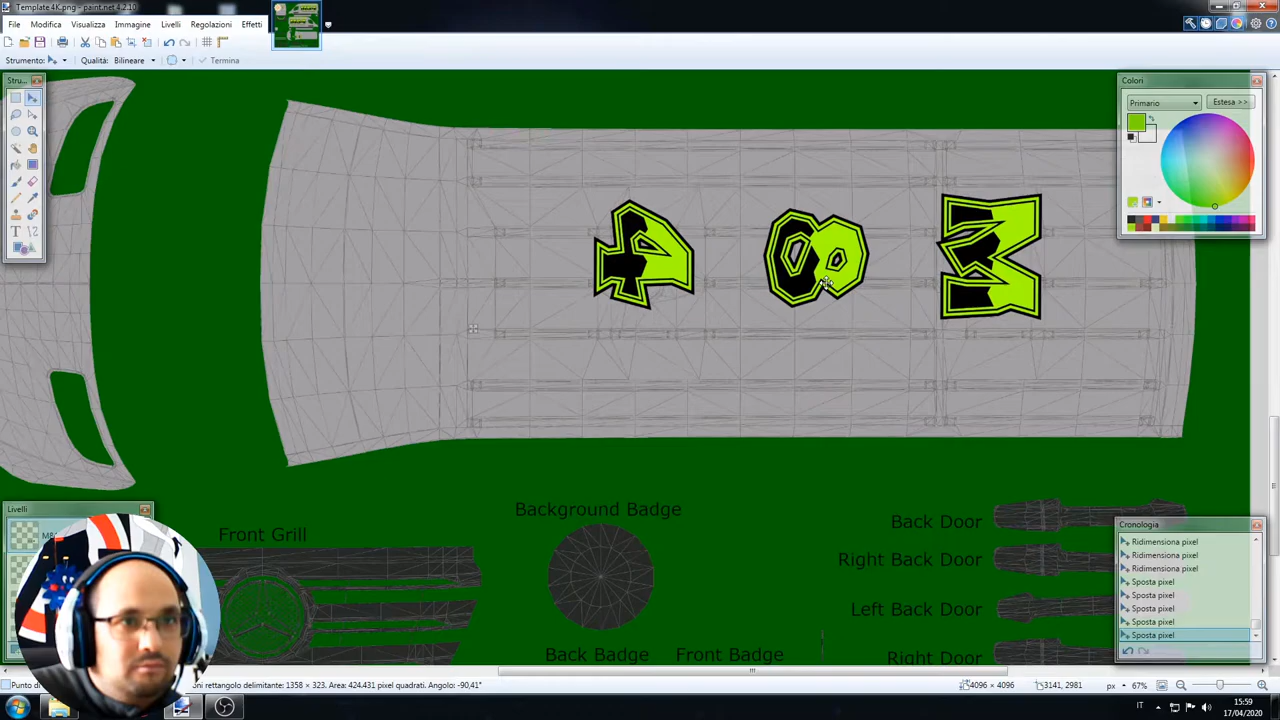 Template 4K.png - paint.net 4.2.10
File Modifica Visualizza Immagine Livelli Regolazioni Effetti
Strumento: Qualità: Bilineare Termina
Stru...
T
Colori
Primario Estesa >>
4 8 M
Livelli
Front Grill
Background Badge
Back Badge Front Badge
Back Door
Right Back Door
Left Back Door
Right Door
Cronologia
Ridimensiona pixel
Ridimensiona pixel
Ridimensiona pixel
Sposta pixel
Sposta pixel
Sposta pixel
Sposta pixel
Sposta pixel
Punto di rettangolo delimitante: 1358 × 323. Area: 424.431 pixel quadrati. Angolo: -90,41°
4096 × 4096 3141, 2981 px 67%
IT 15:59
17/04/2020